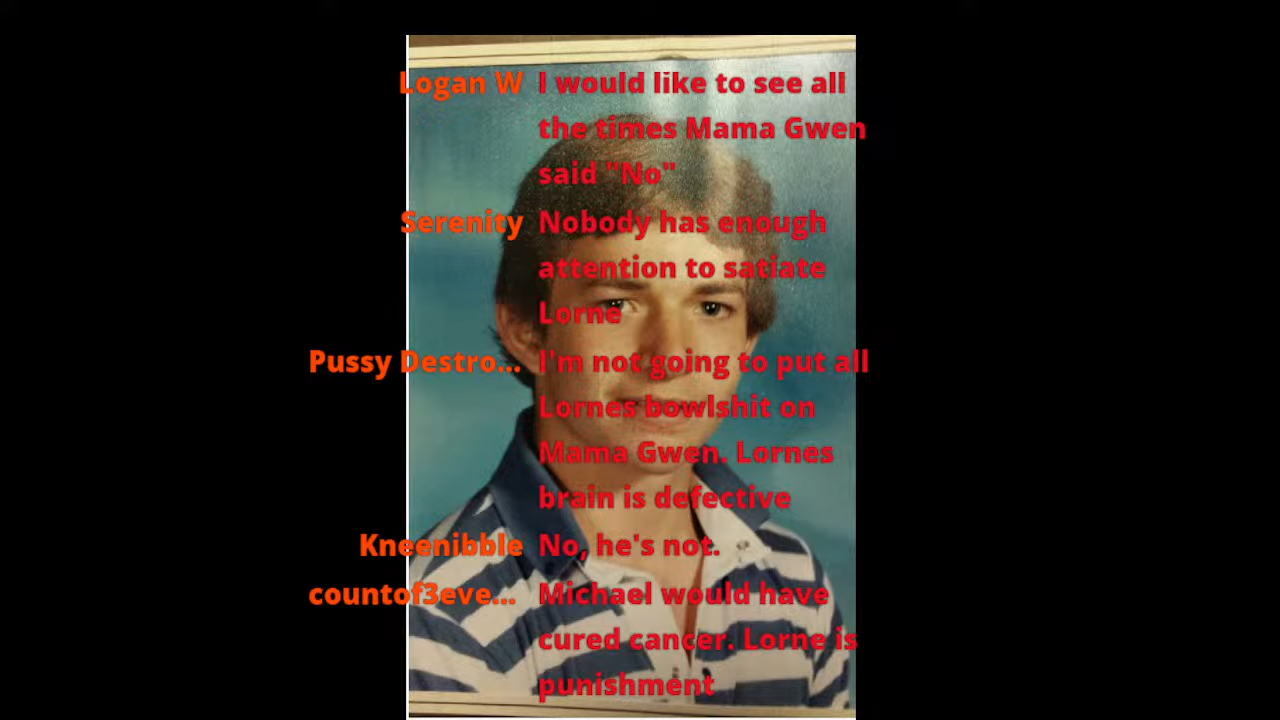 Logan W I would like to see all
the times Mama Gwen
said "No"
Serenity Nobody has enough
attention to satiate
Lorne
Pussy Destro... I'm not going to put all
Lornes bowlshit on
Mama Gwen. Lornes
brain is defective
Kneenibble No, he's not.
countof3eve... Michael would have
cured cancer. Lorne is
punishment